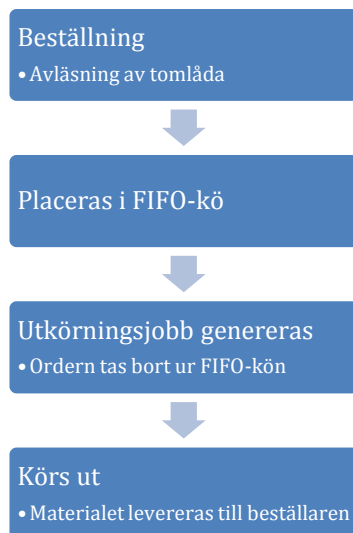 Beställning
• Avläsning av tomlåda
Placeras i FIFO-kö
Utkörningsjobb genereras
• Ordern tas bort ur FIFO-kön
Körs ut
• Materialet levereras till beställaren